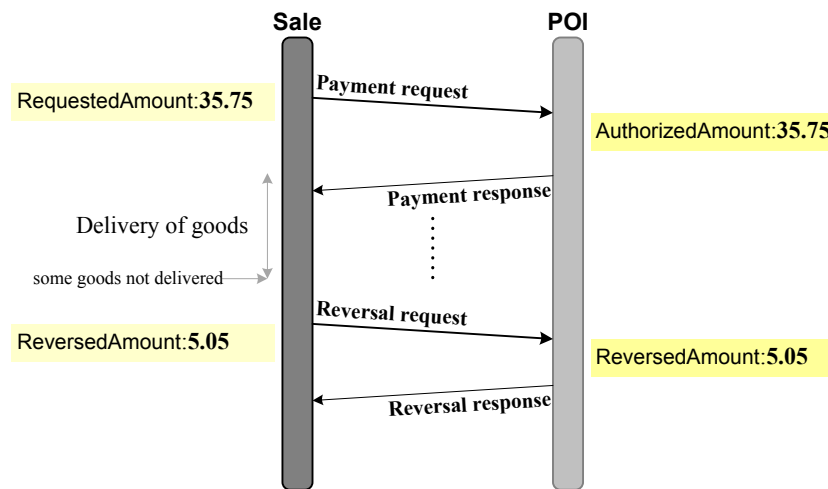 Sale
POI
Payment request
RequestedAmount:35.75
AuthorizedAmount:35.75
Payment response
Delivery of goods
some goods not delivered
Reversal request
ReversedAmount:5.05
ReversedAmount:5.05
Reversal response